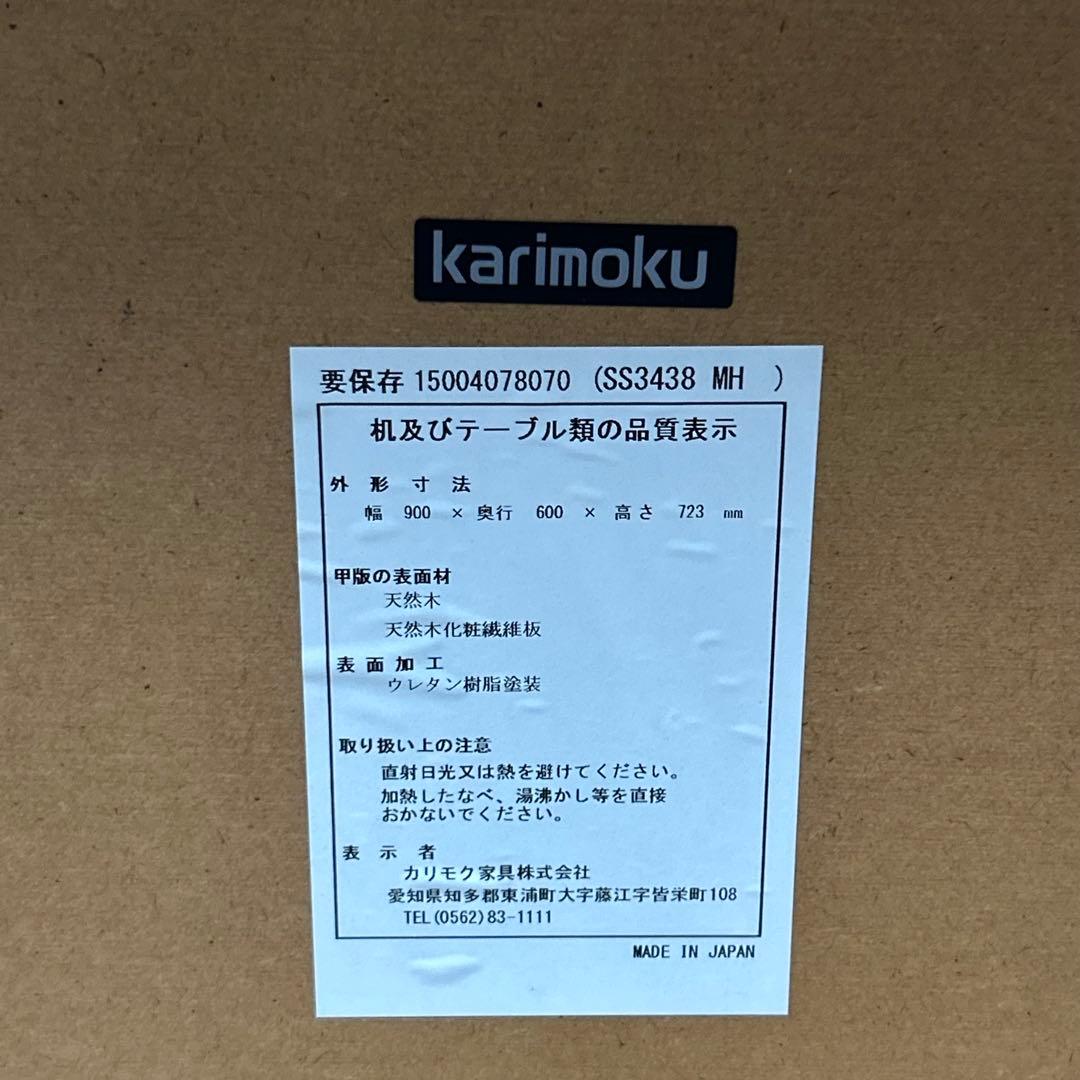 karimoku
要保存 15004078070 (SS3438 MH )
机及びテーブル類の品質表示
外形寸法
幅 900 × 奥行 600 × 高さ 723 mm
甲版の表面材
天然木
天然木化粧繊維板
表面加工
ウレタン樹脂塗装
取り扱い上の注意
直射日光又は熱を避けてください。
加熱したなべ、湯沸かし等を直接
おかないでください。
表示者
カリモク家具株式会社
愛知県知多郡東浦町大字藤江字皆栄町108
TEL(0562)83-1111
MADE IN JAPAN